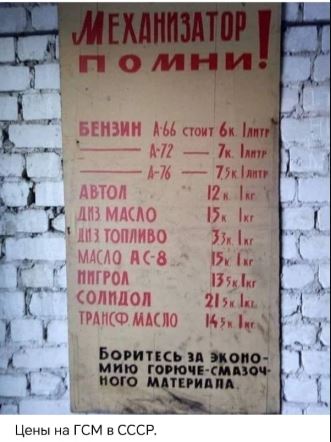 МЕХАНИЗАТОР
ПОМНИ!
БЕНЗИН А-66 СТОИТ 6К. 1ЛИТР
—— А-72 —— 7К. 1ЛИТР
—— А-76 —— 7,5К. 1ЛИТР
АВТОЛ 12К. 1КГ
ДИЗ МАСЛО 15К 1КГ
ДИЗ ТОПЛИВО 3,3К. 1КГ
МАСЛО АС-8 15К. 1КГ
НИГРОЛ 13,5К. 1КГ
СОЛИДОЛ 21,5К. 1КГ.
ТРАНСФ. МАСЛО 14,5К. 1КГ
БОРИТЕСЬ ЗА ЭКОНО-
МИЮ ГОРЮЧЕ-СМАЗОЧ-
НОГО МАТЕРИАЛА.
Цены на ГСМ в СССР.